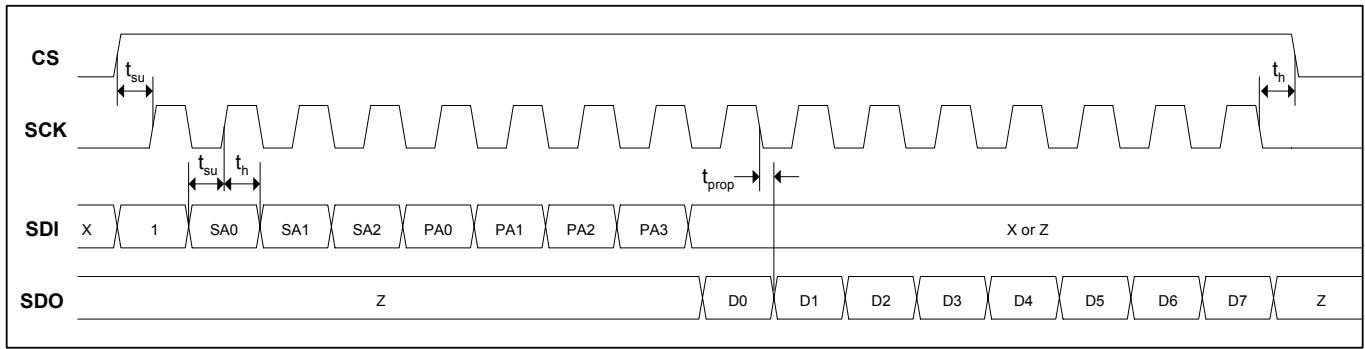 CS
t_su
t_h
SCK
t_su t_h
t_prop
SDI X 1 SA0 SA1 SA2 PA0 PA1 PA2 PA3 X or Z
SDO Z D0 D1 D2 D3 D4 D5 D6 D7 Z